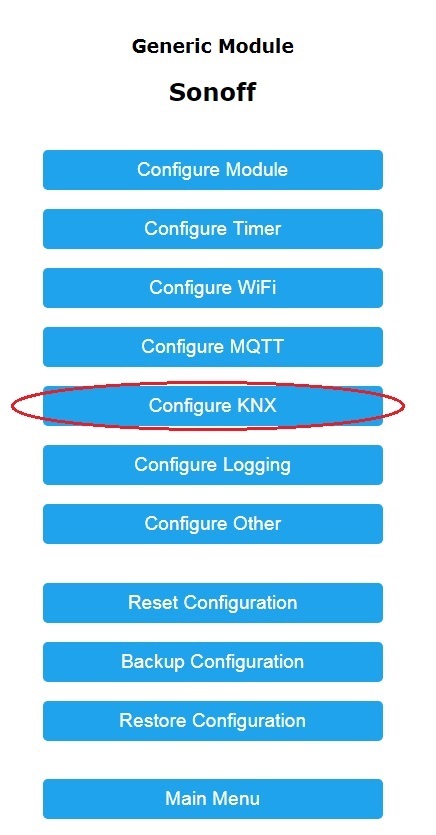 Generic Module
Sonoff
Configure Module
Configure Timer
Configure WiFi
Configure MQTT
Configure KNX
Configure Logging
Configure Other
Reset Configuration
Backup Configuration
Restore Configuration
Main Menu